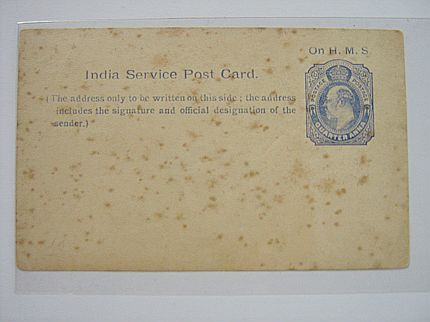 On H. M. S.
India Service Post Card.
(The address only to be written on this side; the address
includes the signature and official designation of the
sender.)
POSTAGE
QUARTER ANNA